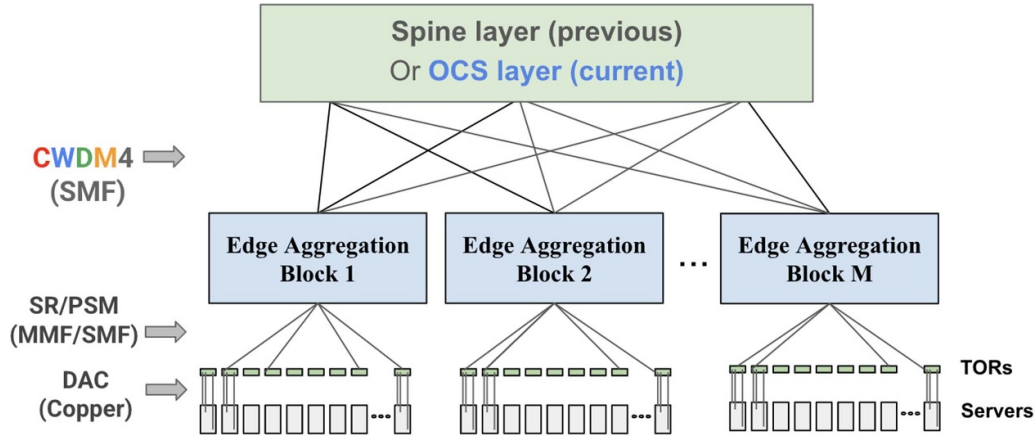 Spine layer (previous)
Or OCS layer (current)
CWDM4
(SMF)
Edge Aggregation
Block 1
Edge Aggregation
Block 2
...
Edge Aggregation
Block M
SR/PSM
(MMF/SMF)
DAC
(Copper)
TORs
Servers